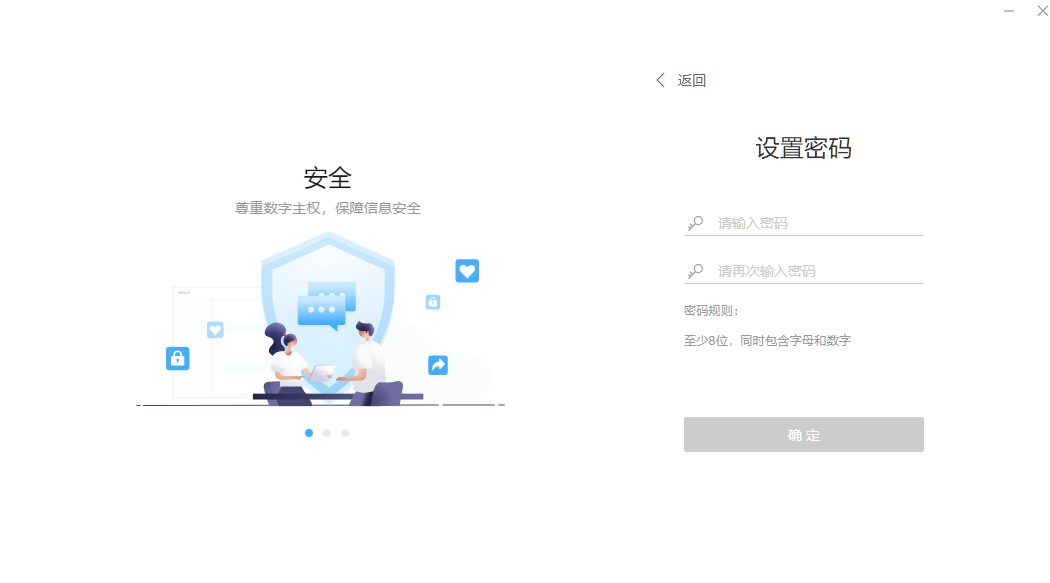 返回
设置密码
安全
尊重数字主权，保障信息安全
请输入密码
请再次输入密码
密码规则：
至少8位，同时包含字母和数字
确 定